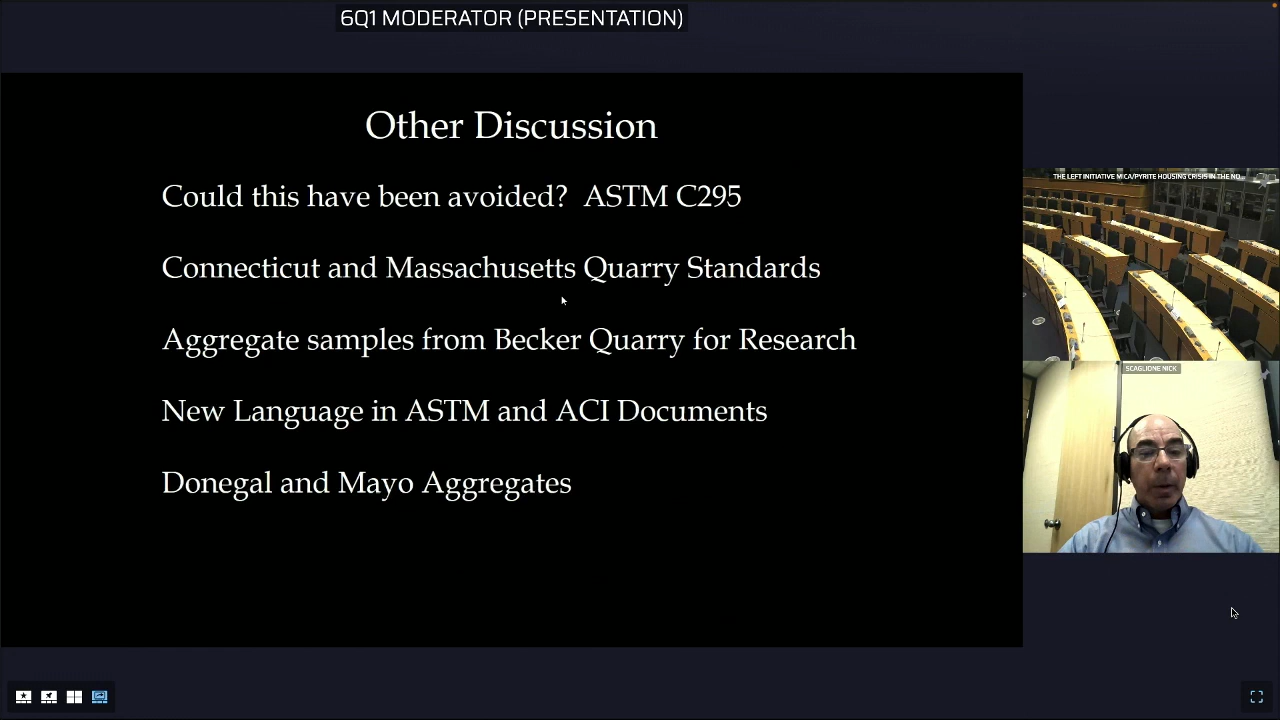 6Q1 MODERATOR (PRESENTATION)
Other Discussion
Could this have been avoided? ASTM C295
Connecticut and Massachusetts Quarry Standards
Aggregate samples from Becker Quarry for Research
New Language in ASTM and ACI Documents
Donegal and Mayo Aggregates
THE LEFT INITIATIVE MICA/PYRITE HOUSING CRISIS IN THE NO...
SCAGLIONE NICK